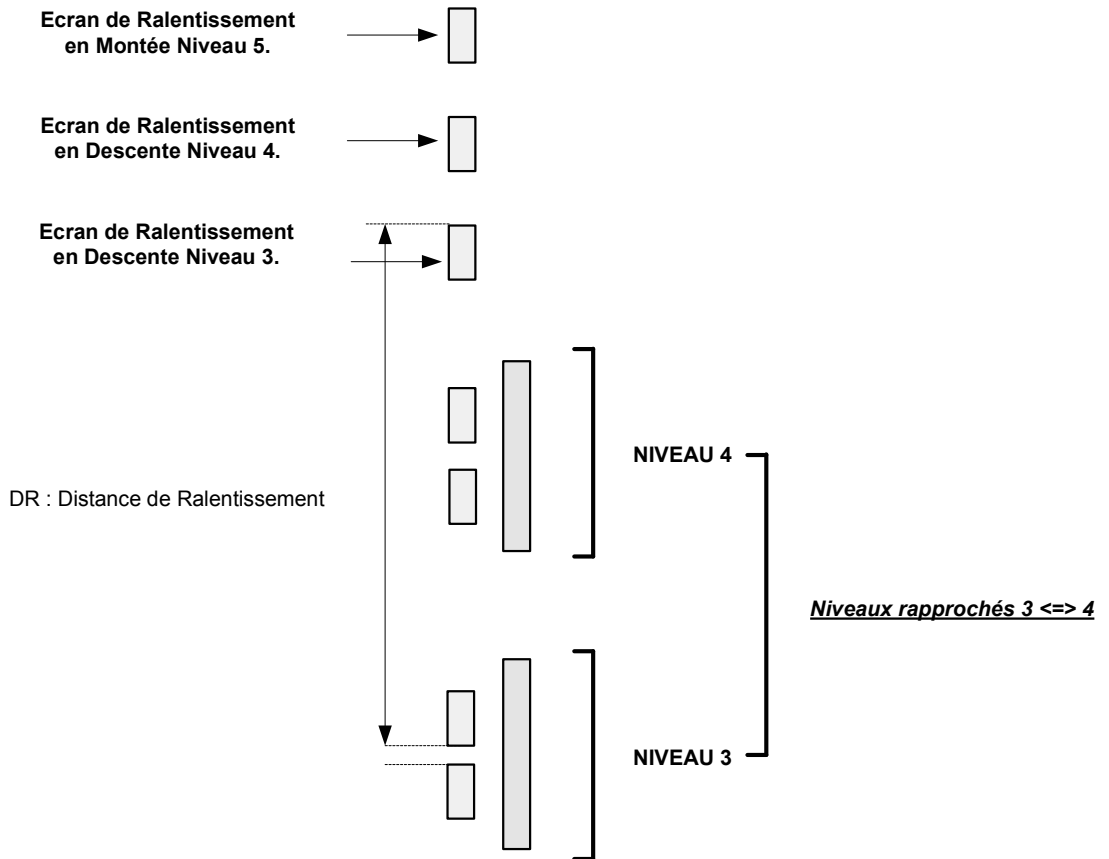 Ecran de Ralentissement
en Montée Niveau 5.
Ecran de Ralentissement
en Descente Niveau 4.
Ecran de Ralentissement
en Descente Niveau 3.
NIVEAU 4
DR : Distance de Ralentissement
Niveaux rapprochés 3 <=> 4
NIVEAU 3